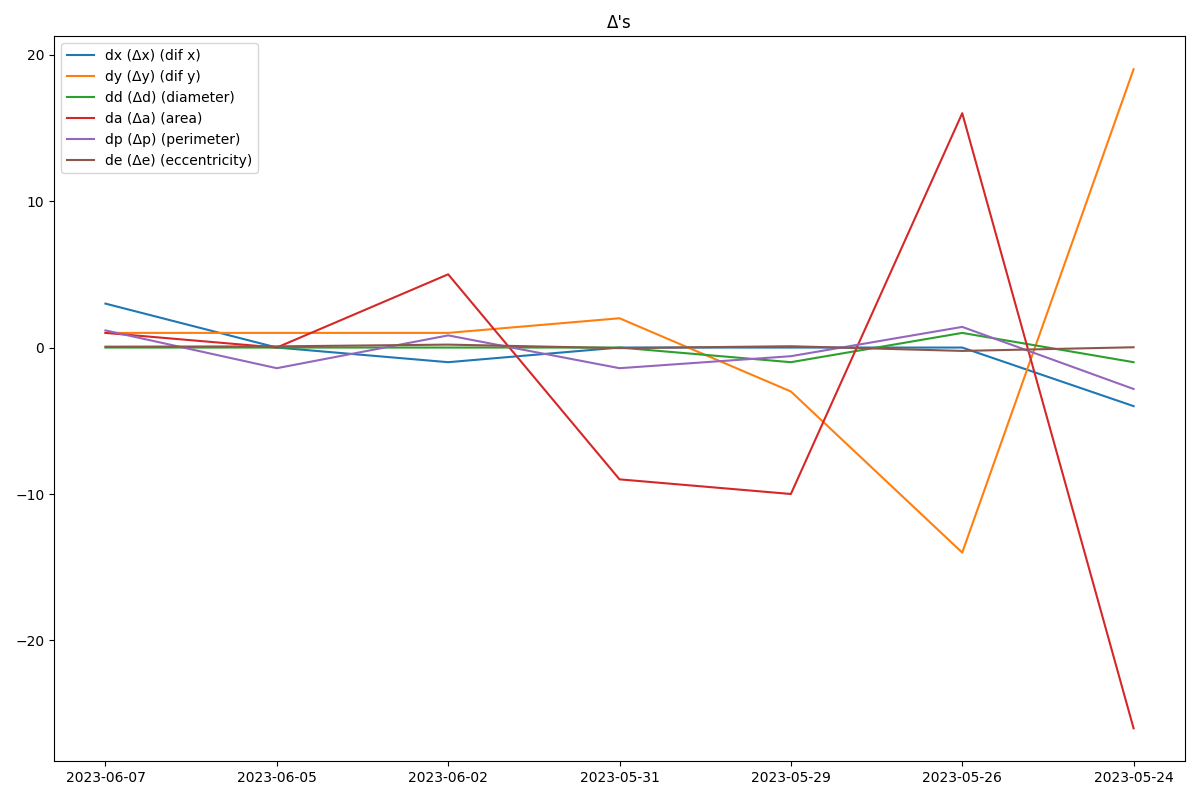 Δ's
dx (Δx) (dif x)
dy (Δy) (dif y)
dd (Δd) (diameter)
da (Δa) (area)
dp (Δp) (perimeter)
de (Δe) (eccentricity)
20
10
0
−10
−20
2023-06-07 2023-06-05 2023-06-02 2023-05-31 2023-05-29 2023-05-26 2023-05-24